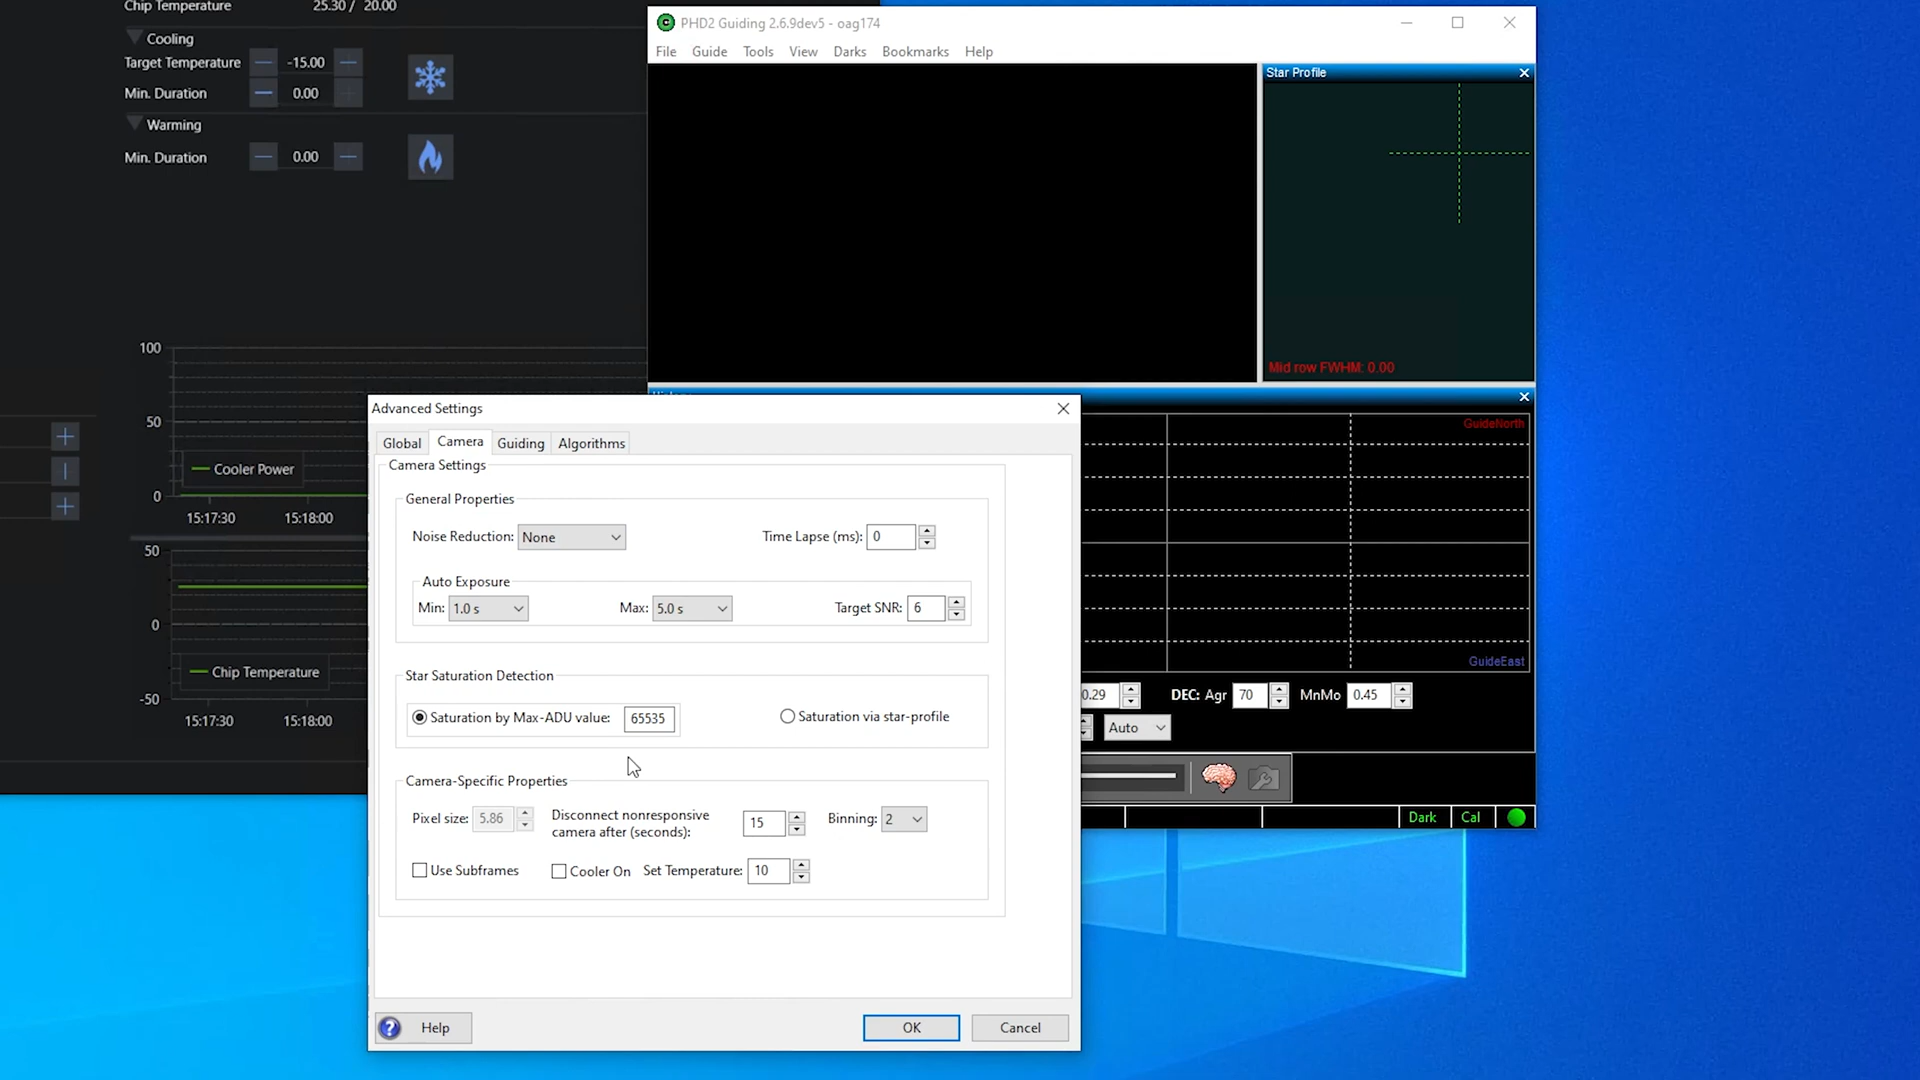 Chip Temperature 25.30 / 20.00
Cooling
Target Temperature -15.00
Min. Duration 0.00
Warming
Min. Duration 0.00
100
50
0
Cooler Power
15:17:30 15:18:00
50
0
-50
Chip Temperature
15:17:30 15:18:00
PHD2 Guiding 2.6.9dev5 - oag174
File Guide Tools View Darks Bookmarks Help
Star Profile
Mid row FWHM: 0.00
GuideNorth
GuideEast
0.29 DEC: Agr 70 MnMo 0.45
Auto
Dark Cal
Advanced Settings
Global Camera Guiding Algorithms
Camera Settings
General Properties
Noise Reduction: None Time Lapse (ms): 0
Auto Exposure
Min: 1.0 s Max: 5.0 s Target SNR: 6
Star Saturation Detection
Saturation by Max-ADU value: 65535 Saturation via star-profile
Camera-Specific Properties
Pixel size: 5.86 Disconnect nonresponsive camera after (seconds): 15 Binning: 2
Use Subframes Cooler On Set Temperature: 10
Help OK Cancel